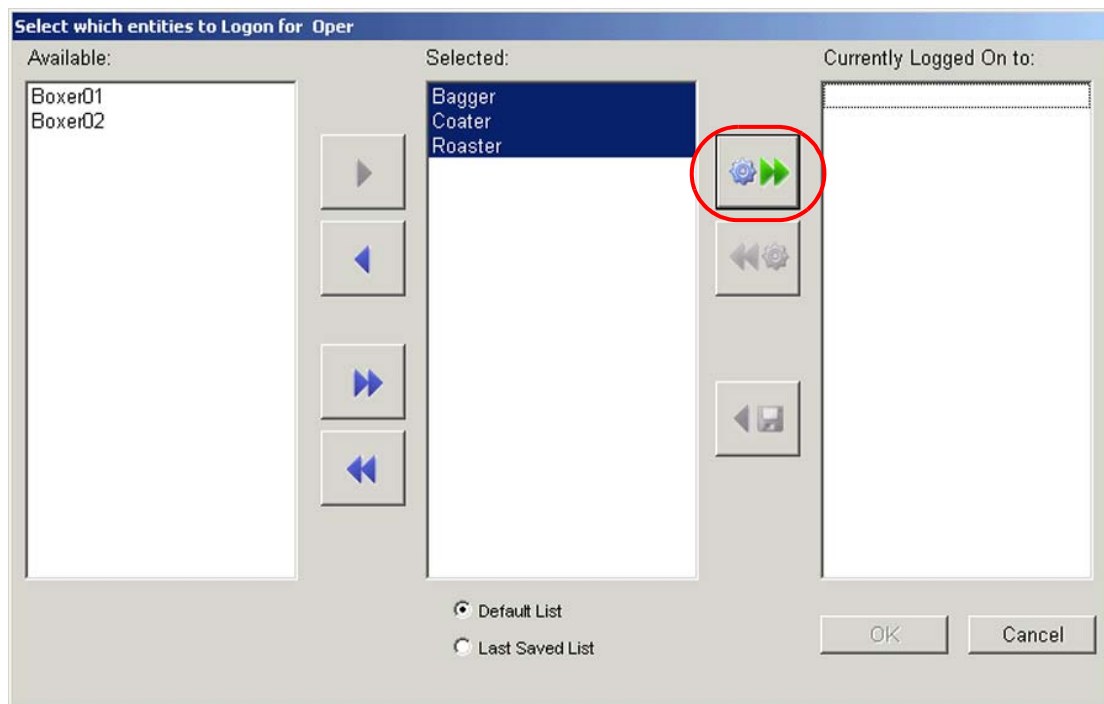 Select which entities to Logon for Oper
Available:
Selected:
Currently Logged On to:
Boxer01
Boxer02
Bagger
Coater
Roaster
Default List
Last Saved List
OK
Cancel